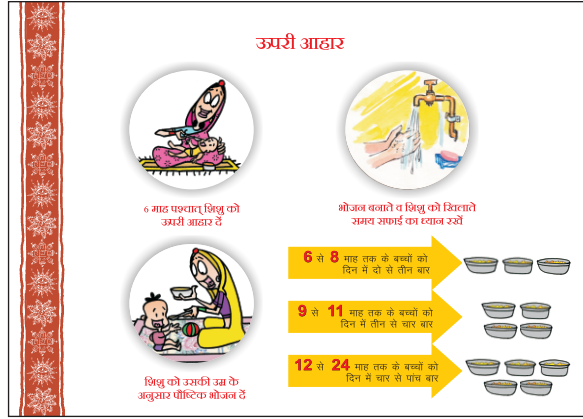 ऊपरी आहार
6 माह पश्चात् शिशु को
ऊपरी आहार दें
भोजन बनाते व शिशु को खिलाते
समय सफाई का ध्यान रखें
शिशु को उसकी उम्र के
अनुसार पौष्टिक भोजन दें
6 से 8 माह तक के बच्चों को
दिन में दो से तीन बार
9 से 11 माह तक के बच्चों को
दिन में तीन से चार बार
12 से 24 माह तक के बच्चों को
दिन में चार से पांच बार